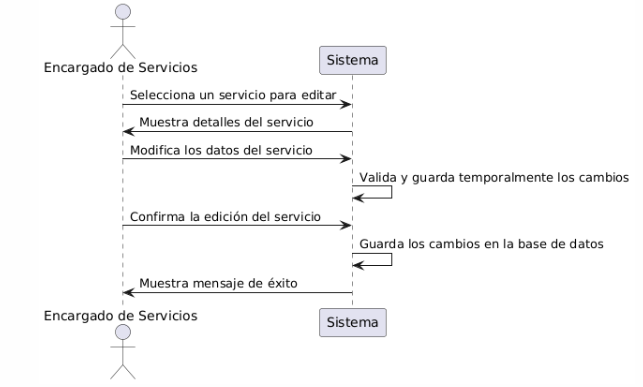 Encargado de Servicios
Sistema
Selecciona un servicio para editar
Muestra detalles del servicio
Modifica los datos del servicio
Valida y guarda temporalmente los cambios
Confirma la edición del servicio
Guarda los cambios en la base de datos
Muestra mensaje de éxito
Encargado de Servicios
Sistema